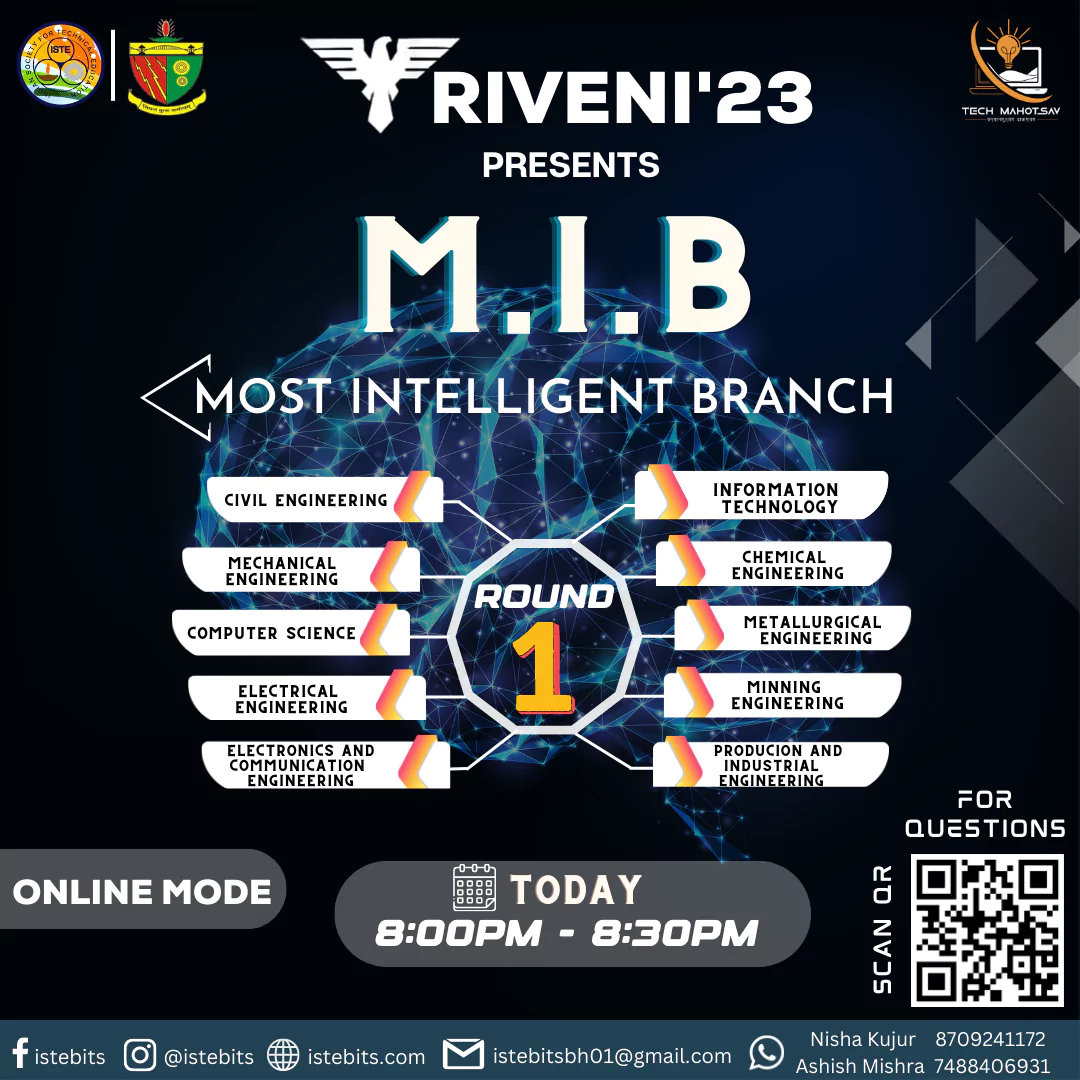 ISTE
RIVENI'23
PRESENTS
TECH MAHOTSAV
M.I.B
MOST INTELLIGENT BRANCH
CIVIL ENGINEERING
MECHANICAL
ENGINEERING
COMPUTER SCIENCE
ELECTRICAL
ENGINEERING
ELECTRONICS AND
COMMUNICATION
ENGINEERING
ROUND
1
INFORMATION
TECHNOLOGY
CHEMICAL
ENGINEERING
METALLURGICAL
ENGINEERING
MINNING
ENGINEERING
PRODUCION AND
INDUSTRIAL
ENGINEERING
FOR
QUESTIONS
SCAN QR
ONLINE MODE
TODAY
8:00PM - 8:30PM
istebits
@istebits
istebits.com
istebitsbh01@gmail.com
Nisha Kujur 8709241172
Ashish Mishra 7488406931